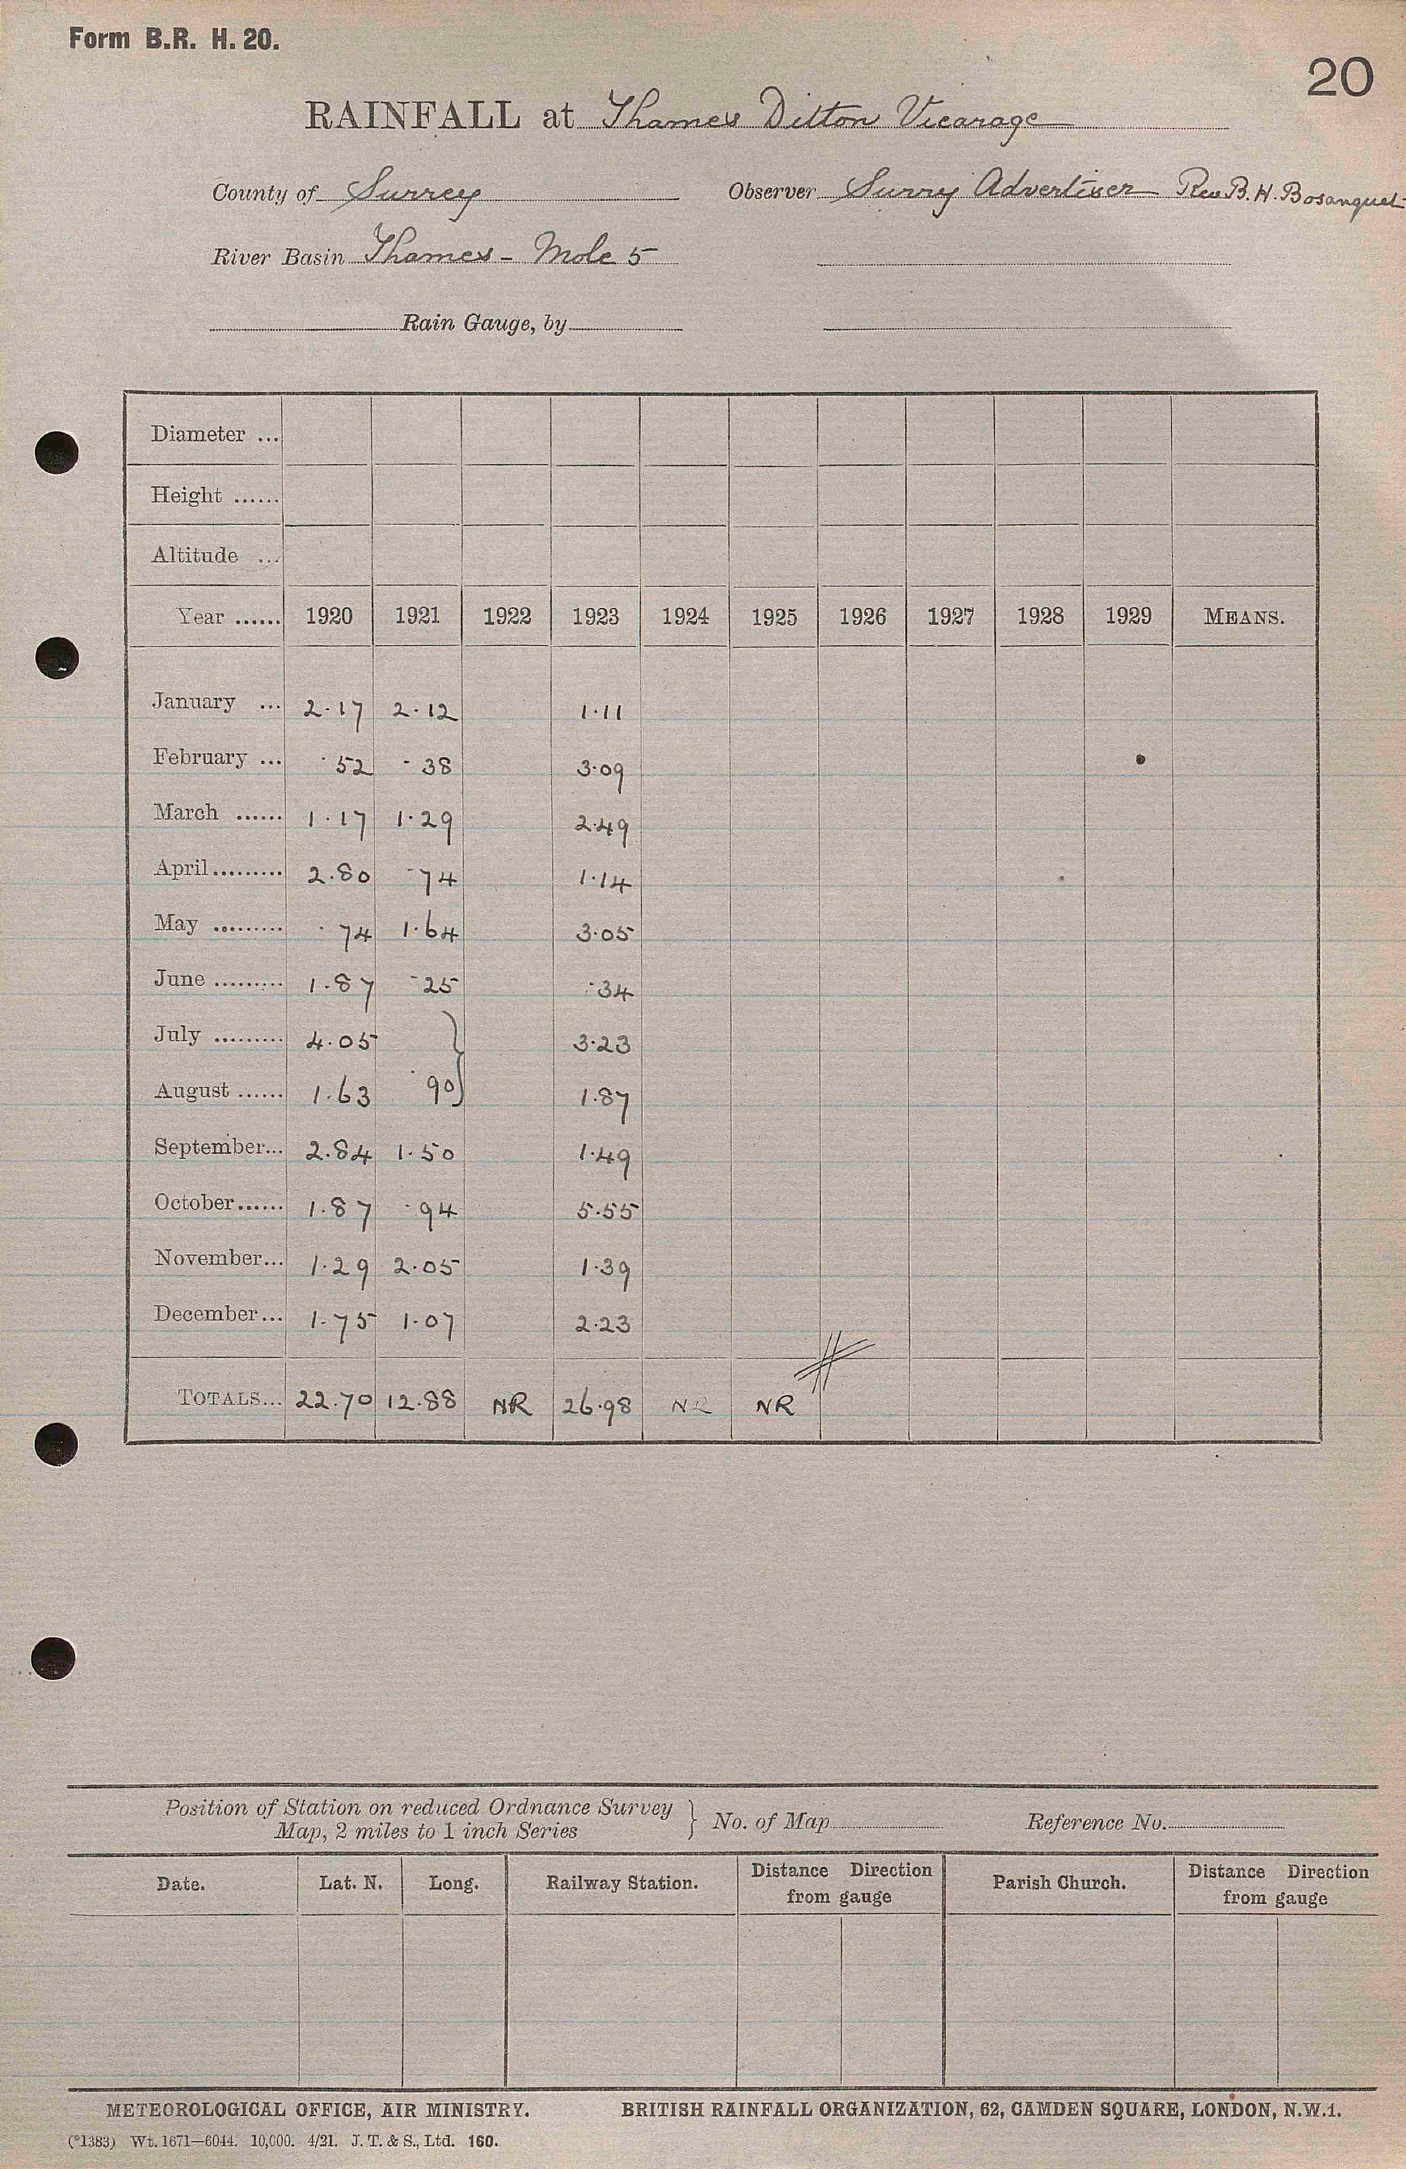 Form B.R. H. 20.
20
RAINFALL at Thames Ditton Vicarage
County of Surrey Observer Surry Advertiser Rev B. H. Bosanquet
River Basin Thames - Mole 5
Rain Gauge, by
Diameter ...
Height ......
Altitude ...
Year ...... 1920 1921 1922 1923 1924 1925 1926 1927 1928 1929 MEANS.
January ... 2.17 2.12 1.11
February ... .52 .38 3.09
March ...... 1.17 1.29 2.49
April ......... 2.80 .74 1.14
May ......... .74 1.64 3.05
June ......... 1.87 .25 .34
July ......... 4.05 } 3.23
August ...... 1.63 .90 } 1.87
September... 2.84 1.50 1.49
October ...... 1.87 .94 5.55
November... 1.29 2.05 1.39
December... 1.75 1.07 2.23
TOTALS... 22.70 12.88 NR 26.98 NR NR
Position of Station on reduced Ordnance Survey
Map, 2 miles to 1 inch Series } No. of Map Reference No.
Date. Lat. N. Long. Railway Station. Distance Direction from gauge Parish Church. Distance Direction from gauge
METEOROLOGICAL OFFICE, AIR MINISTRY. BRITISH RAINFALL ORGANIZATION, 62, CAMDEN SQUARE, LONDON, N.W.1.
(*1383) Wt. 1671—6044. 10,000. 4/21. J. T. & S., Ltd. 160.